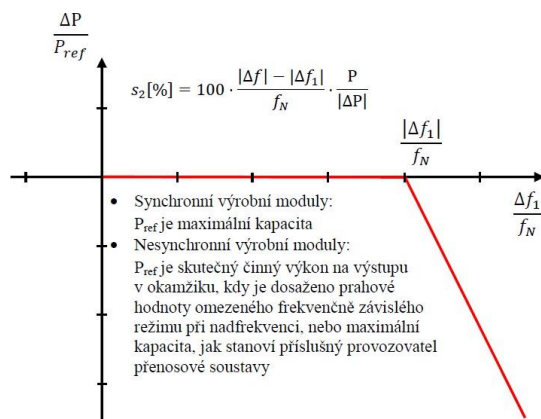 ΔP
P_ref
s₂[%] = 100 · (|Δf| − |Δf₁|) / f_N · P / |ΔP|
|Δf₁|
f_N
Δf₁
f_N
• Synchronní výrobní moduly:
P_ref je maximální kapacita
• Nesynchronní výrobní moduly:
P_ref je skutečný činný výkon na výstupu
v okamžiku, kdy je dosaženo prahové
hodnoty omezeného frekvenčně závislého
režimu při nadfrekvenci, nebo maximální
kapacita, jak stanoví příslušný provozovatel
přenosové soustavy